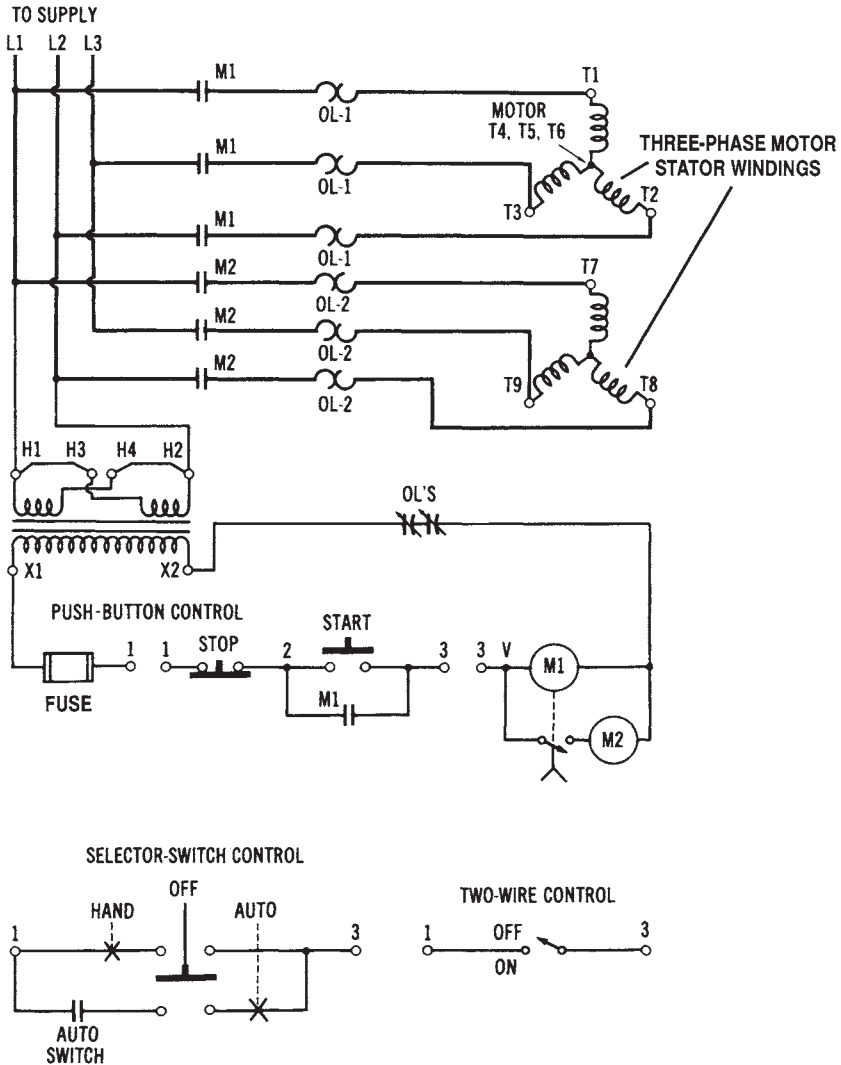 TO SUPPLY
L1 L2 L3
M1
OL-1
T1
MOTOR
T4, T5, T6
THREE-PHASE MOTOR
STATOR WINDINGS
M1
OL-1
T3
T2
M1
OL-1
M2
OL-2
T7
M2
OL-2
M2
OL-2
T9
T8
H1 H3 H4 H2
OL'S
X1 X2
PUSH-BUTTON CONTROL
START
1 1 STOP 2 3 3 V
M1
FUSE
M1
M2
SELECTOR-SWITCH CONTROL
OFF
HAND AUTO
1 3
AUTO
SWITCH
TWO-WIRE CONTROL
1 OFF 3
ON